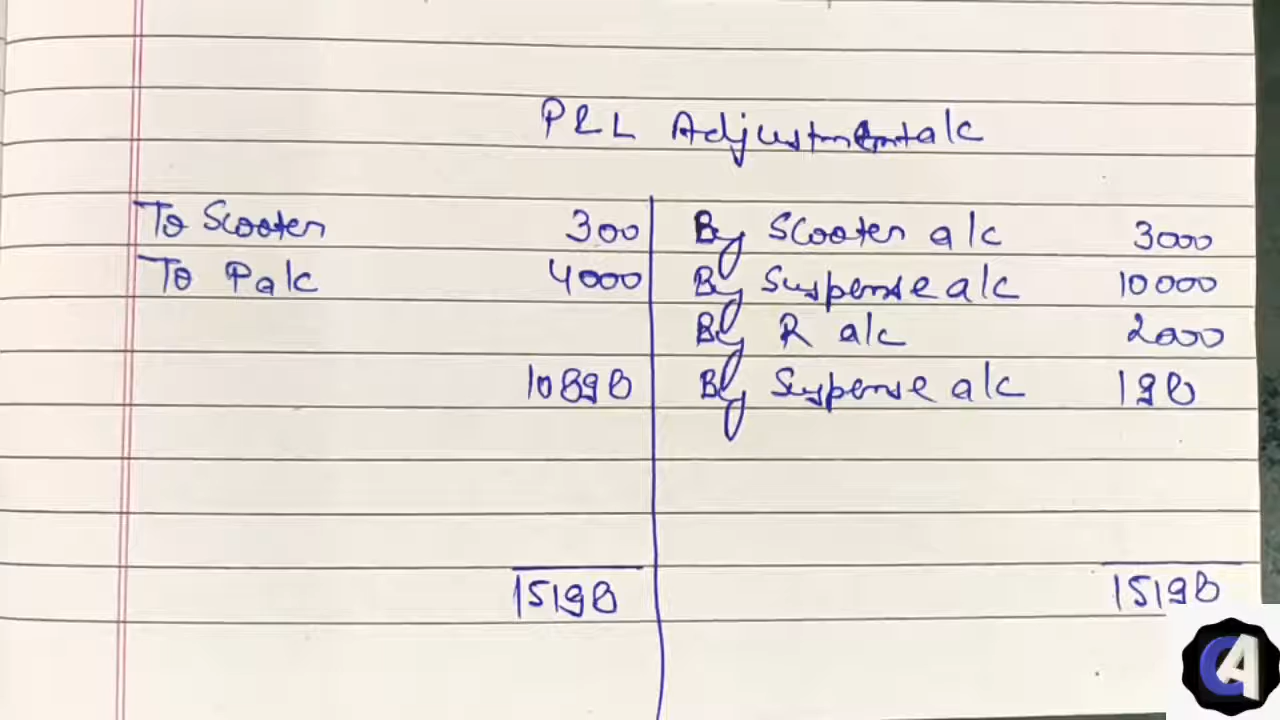 P&L Adjustment a/c
To Scooter 300 By Scooter a/c 3000
To P a/c 4000 By Suspense a/c 10000
By R a/c 2000
10898 By Suspense a/c 198
15198 15198
CA